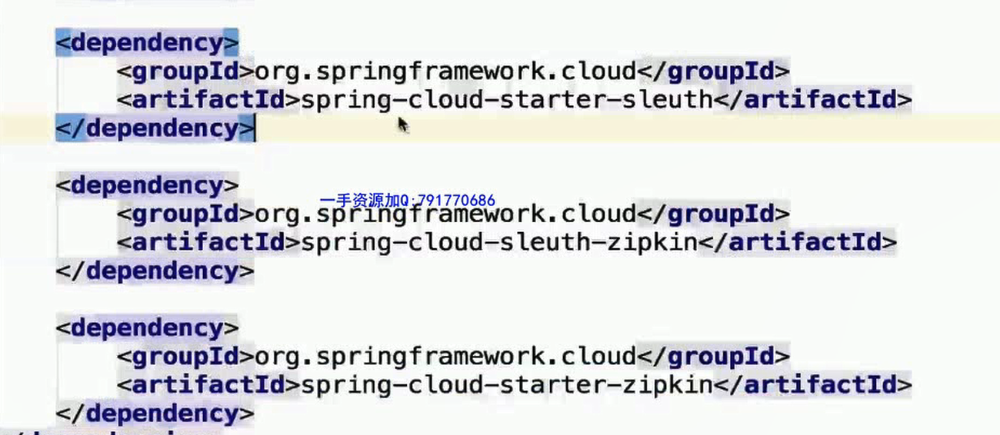 <dependency>
<groupId>org.springframework.cloud</groupId>
<artifactId>spring-cloud-starter-sleuth</artifactId>
</dependency>
<dependency>
一手资源加Q:791770686
<groupId>org.springframework.cloud</groupId>
<artifactId>spring-cloud-sleuth-zipkin</artifactId>
</dependency>
<dependency>
<groupId>org.springframework.cloud</groupId>
<artifactId>spring-cloud-starter-zipkin</artifactId>
</dependency>